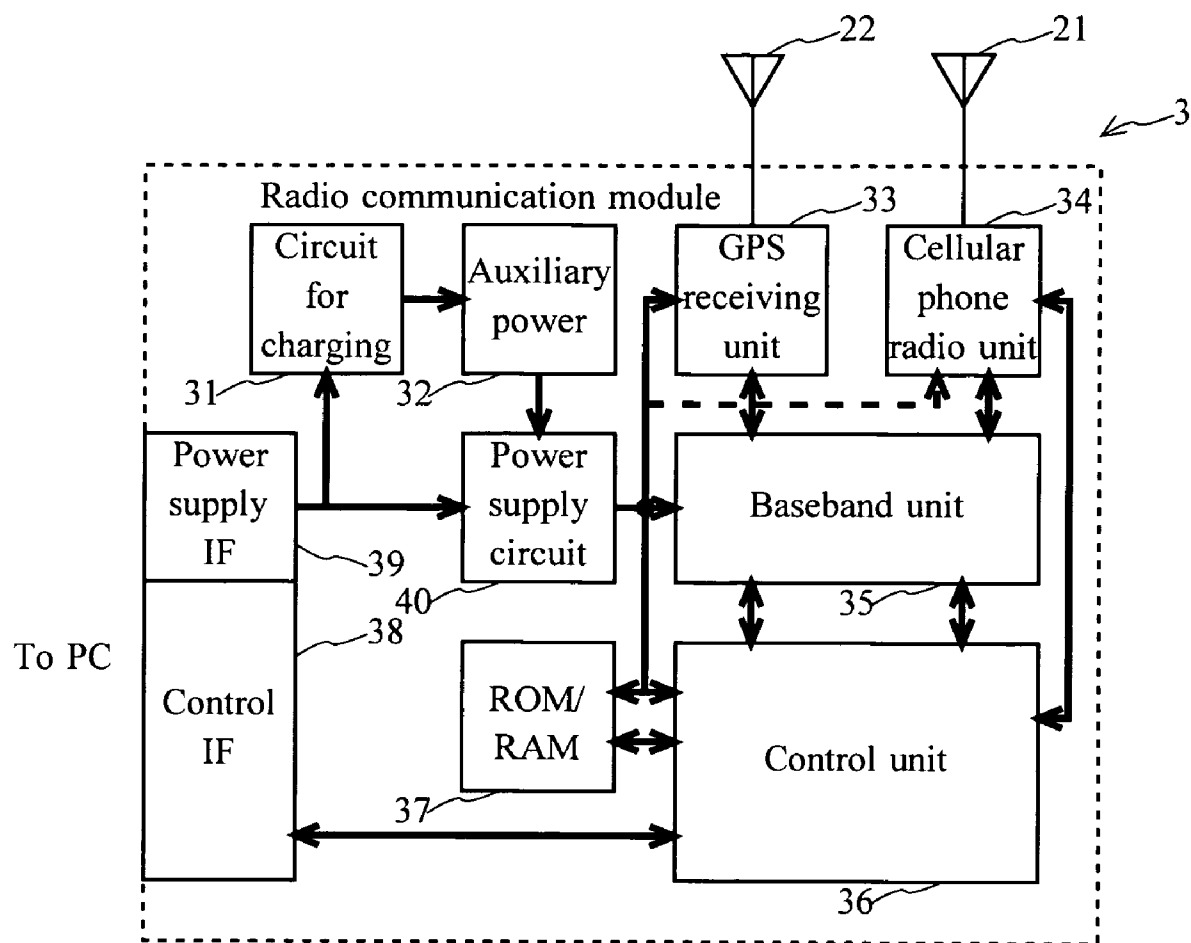 22
21
3
Radio communication module
33
34
Circuit
for
charging
Auxiliary
power
GPS
receiving
unit
Cellular
phone
radio unit
31
32
Power
supply
IF
Power
supply
circuit
Baseband unit
39
40
35
38
To PC
Control
IF
ROM/
RAM
Control unit
37
36